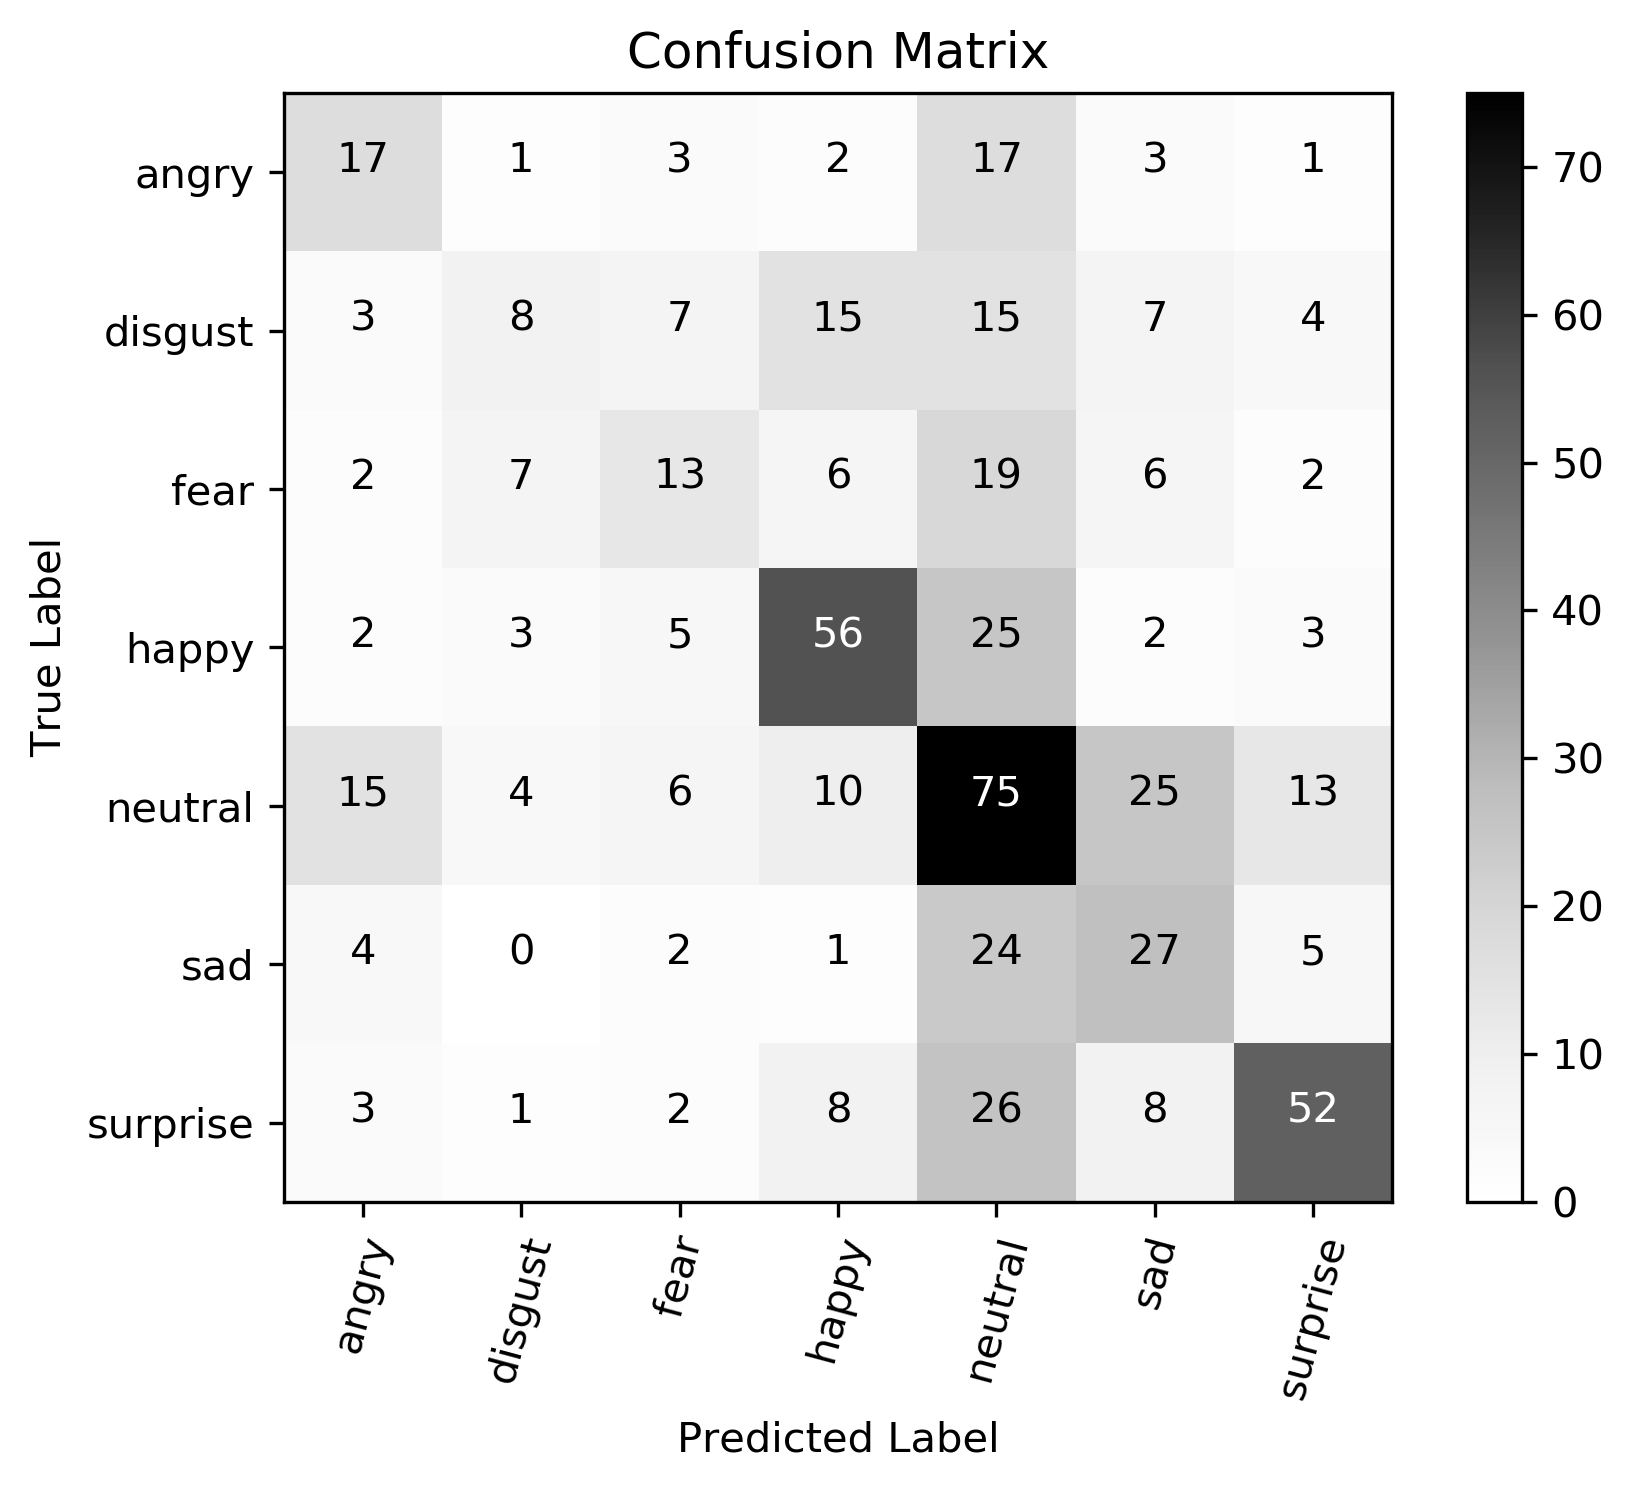 Confusion Matrix
True Label
angry 17 1 3 2 17 3 1
disgust 3 8 7 15 15 7 4
fear 2 7 13 6 19 6 2
happy 2 3 5 56 25 2 3
neutral 15 4 6 10 75 25 13
sad 4 0 2 1 24 27 5
surprise 3 1 2 8 26 8 52
angry disgust fear happy neutral sad surprise
Predicted Label
70
60
50
40
30
20
10
0